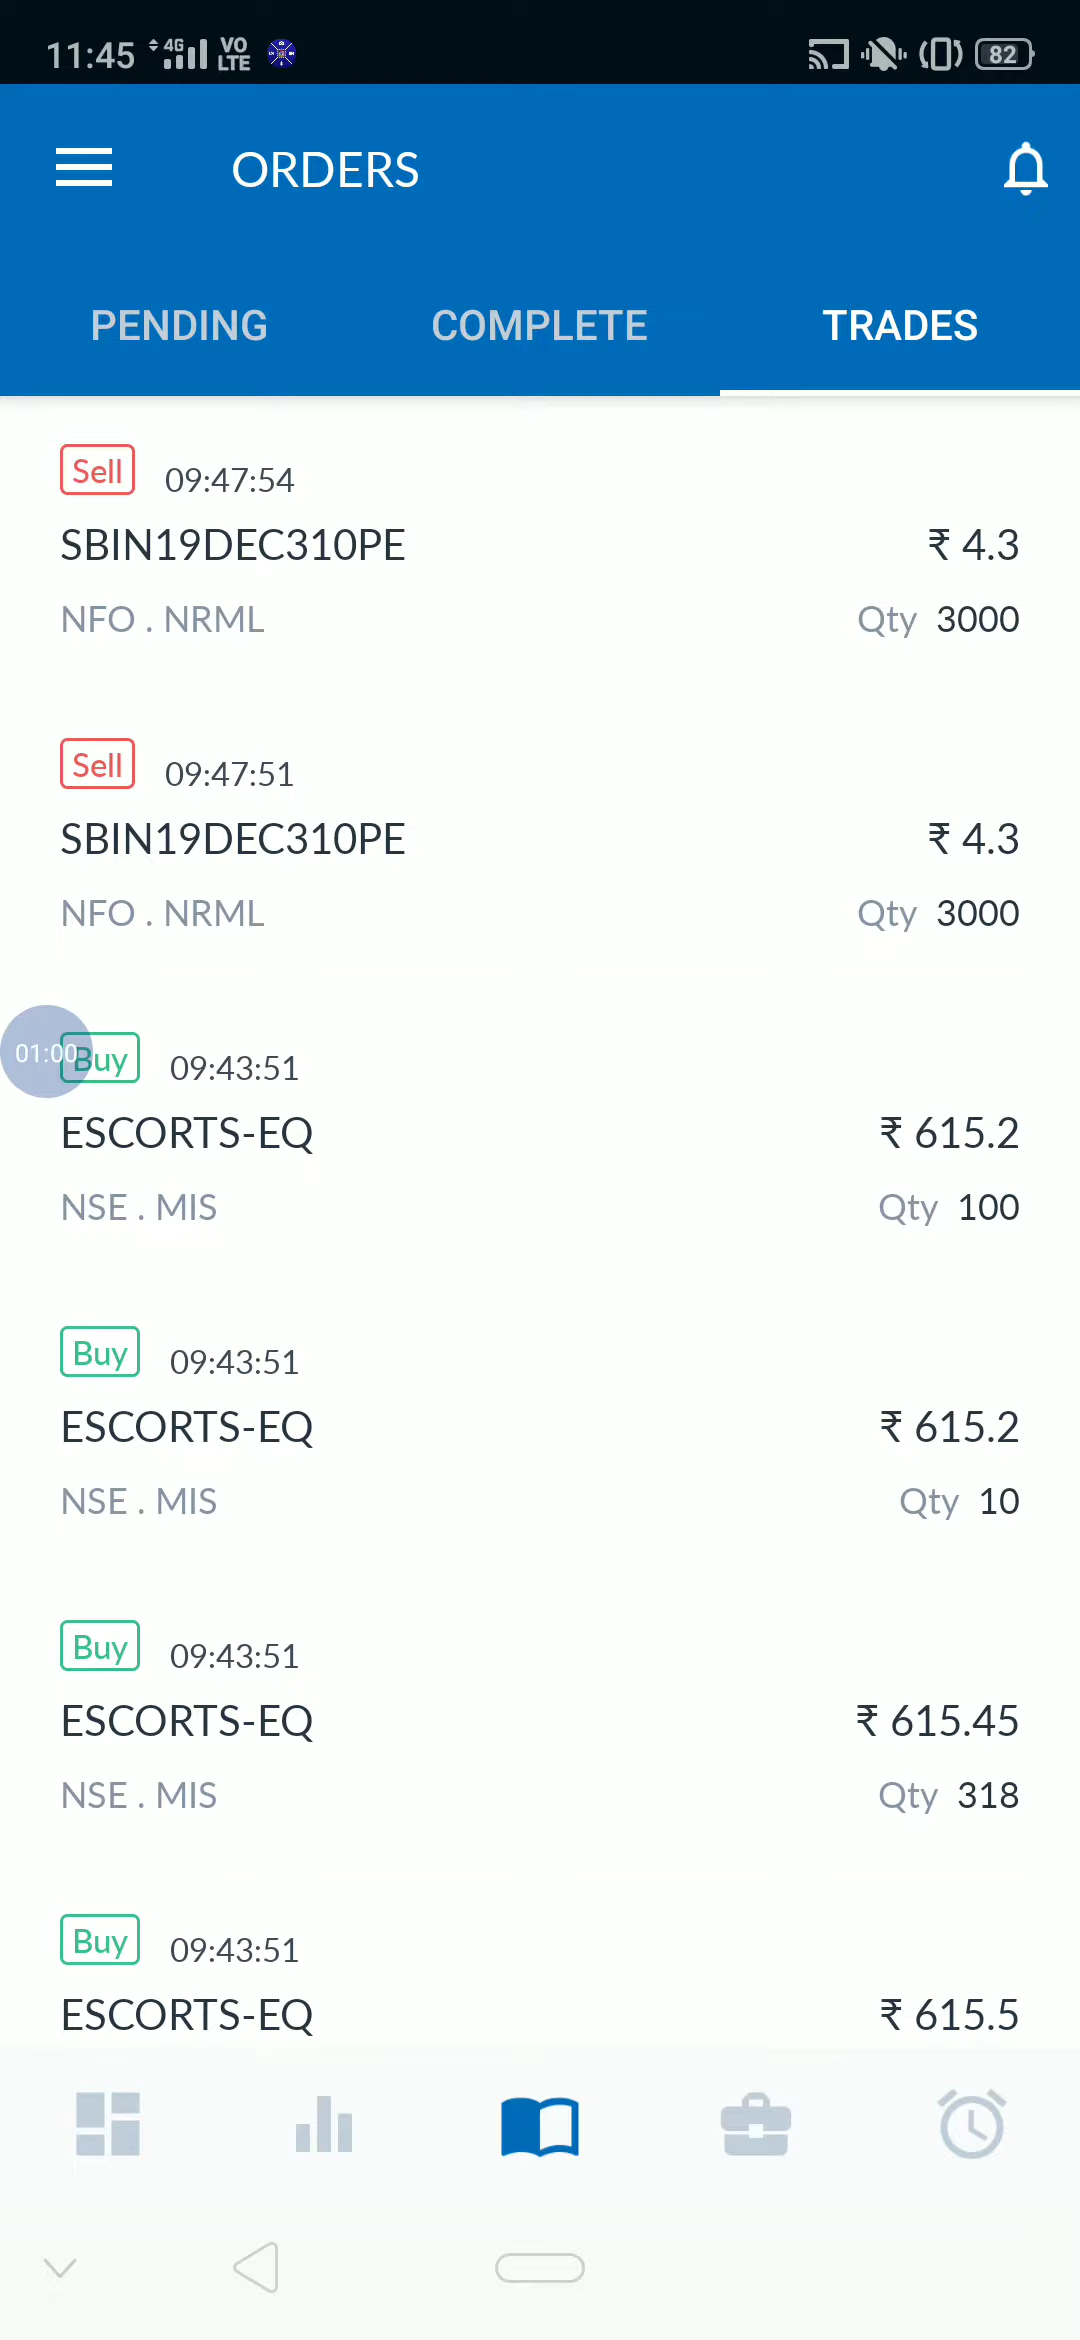 11:45 4G VO LTE 82
ORDERS
PENDING COMPLETE TRADES
Sell 09:47:54
SBIN19DEC310PE ₹ 4.3
NFO . NRML Qty 3000
Sell 09:47:51
SBIN19DEC310PE ₹ 4.3
NFO . NRML Qty 3000
01:00 Buy 09:43:51
ESCORTS-EQ ₹ 615.2
NSE . MIS Qty 100
Buy 09:43:51
ESCORTS-EQ ₹ 615.2
NSE . MIS Qty 10
Buy 09:43:51
ESCORTS-EQ ₹ 615.45
NSE . MIS Qty 318
Buy 09:43:51
ESCORTS-EQ ₹ 615.5